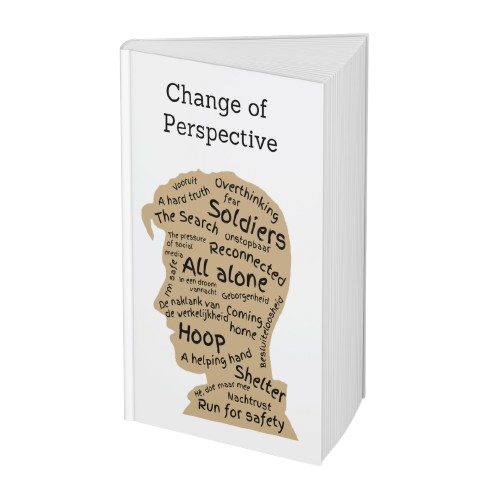 Change of
Perspective
Vooruit
Overthinking
A hard truth
fear
Soldiers
The Search
Onstopbaar
The pressure
of social
media
Reconnected
I'm safe
All alone
in een droom
vannacht
Geborgenheid
De naklank van
de werkelijkheid
Coming
home
Besluiteloosheid
HOOP
A helping hand
Shelter
Hé, doe maar mee
Nachtrust
Run for safety